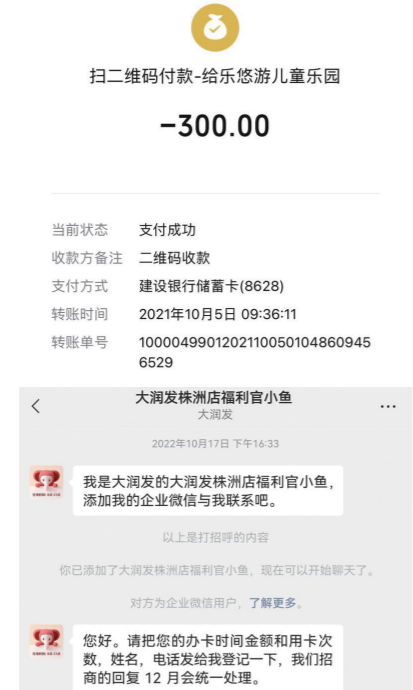 扫二维码付款-给乐悠游儿童乐园
-300.00
当前状态 支付成功
收款方备注 二维码收款
支付方式 建设银行储蓄卡(8628)
转账时间 2021年10月5日 09:36:11
转账单号 1000049901202110050104860945
6529
大润发株洲店福利官小鱼
大润发
2022年10月17日 下午16:33
我是大润发的大润发株洲店福利官小鱼，
添加我的企业微信与我联系吧。
以上是打招呼的内容
你已添加了大润发株洲店福利官小鱼，现在可以开始聊天了。
对方为企业微信用户，了解更多。
您好。请把您的办卡时间金额和用卡次
数，姓名，电话发给我登记一下，我们招
商的回复 12 月会统一处理。